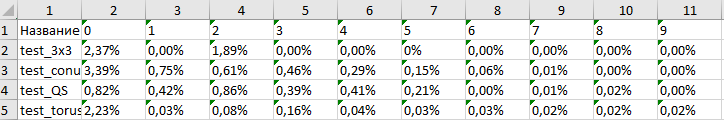 1 2 3 4 5 6 7 8 9 10 11
1 Название 0 1 2 3 4 5 6 7 8 9
2 test_3x3 2,37% 0,00% 1,89% 0,00% 0,00% 0% 0,00% 0,00% 0,00% 0,00%
3 test_conu 3,39% 0,75% 0,61% 0,46% 0,29% 0,15% 0,06% 0,01% 0,00% 0,00%
4 test_QS 0,82% 0,42% 0,86% 0,39% 0,41% 0,21% 0,00% 0,01% 0,02% 0,00%
5 test_torus 2,23% 0,03% 0,08% 0,16% 0,04% 0,03% 0,03% 0,02% 0,02% 0,02%